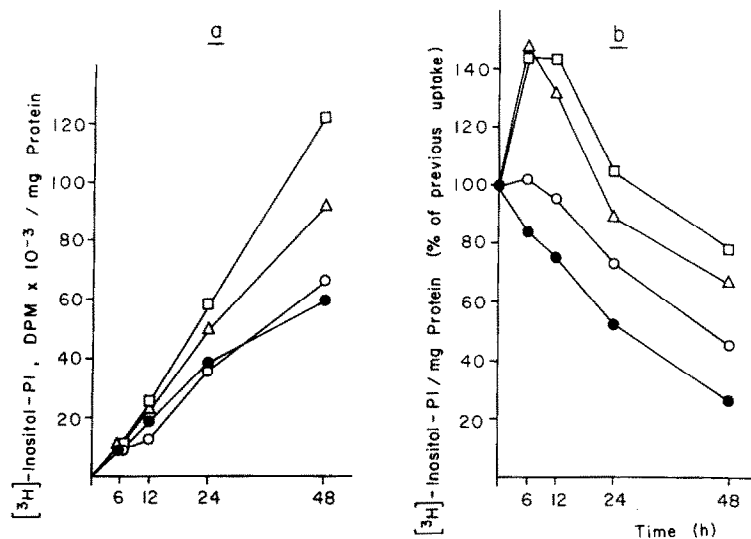 a
[³H]-Inositol-PI, DPM x 10⁻³ / mg Protein
120
100
80
60
40
20
6 12 24 48
b
[³H]-Inositol-PI/mg Protein (% of previous uptake)
140
120
100
80
60
40
20
6 12 24 48
Time (h)